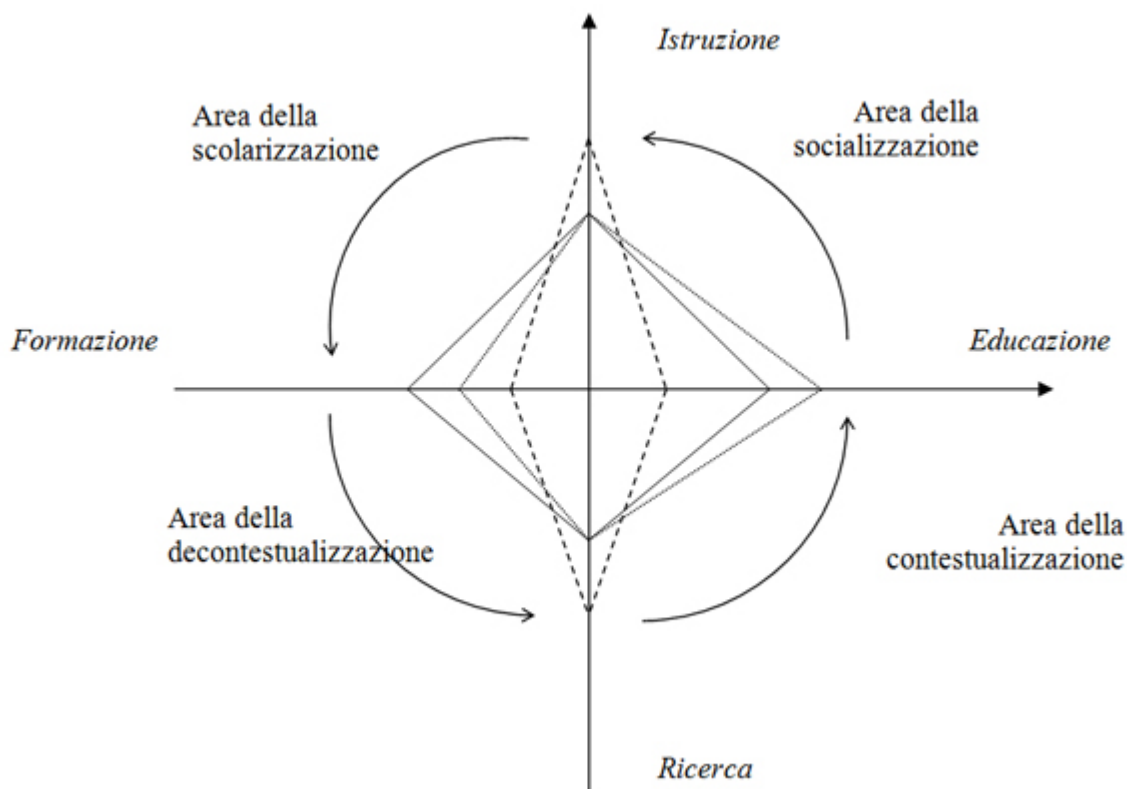 Istruzione
Area della
scolarizzazione
Area della
socializzazione
Formazione
Educazione
Area della
decontestualizzazione
Area della
contestualizzazione
Ricerca